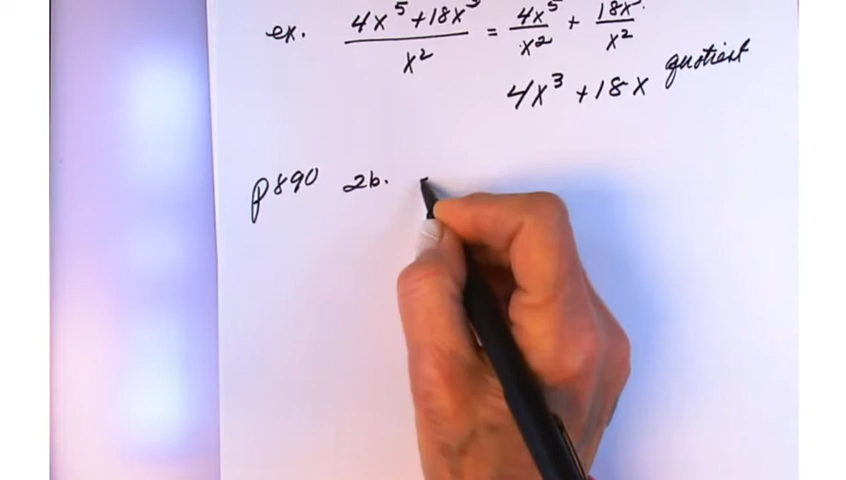 ex. 4x⁵+18x³ / x² = 4x⁵ / x² + 18x³ / x²
4x³ + 18x quotient
p890 2b.